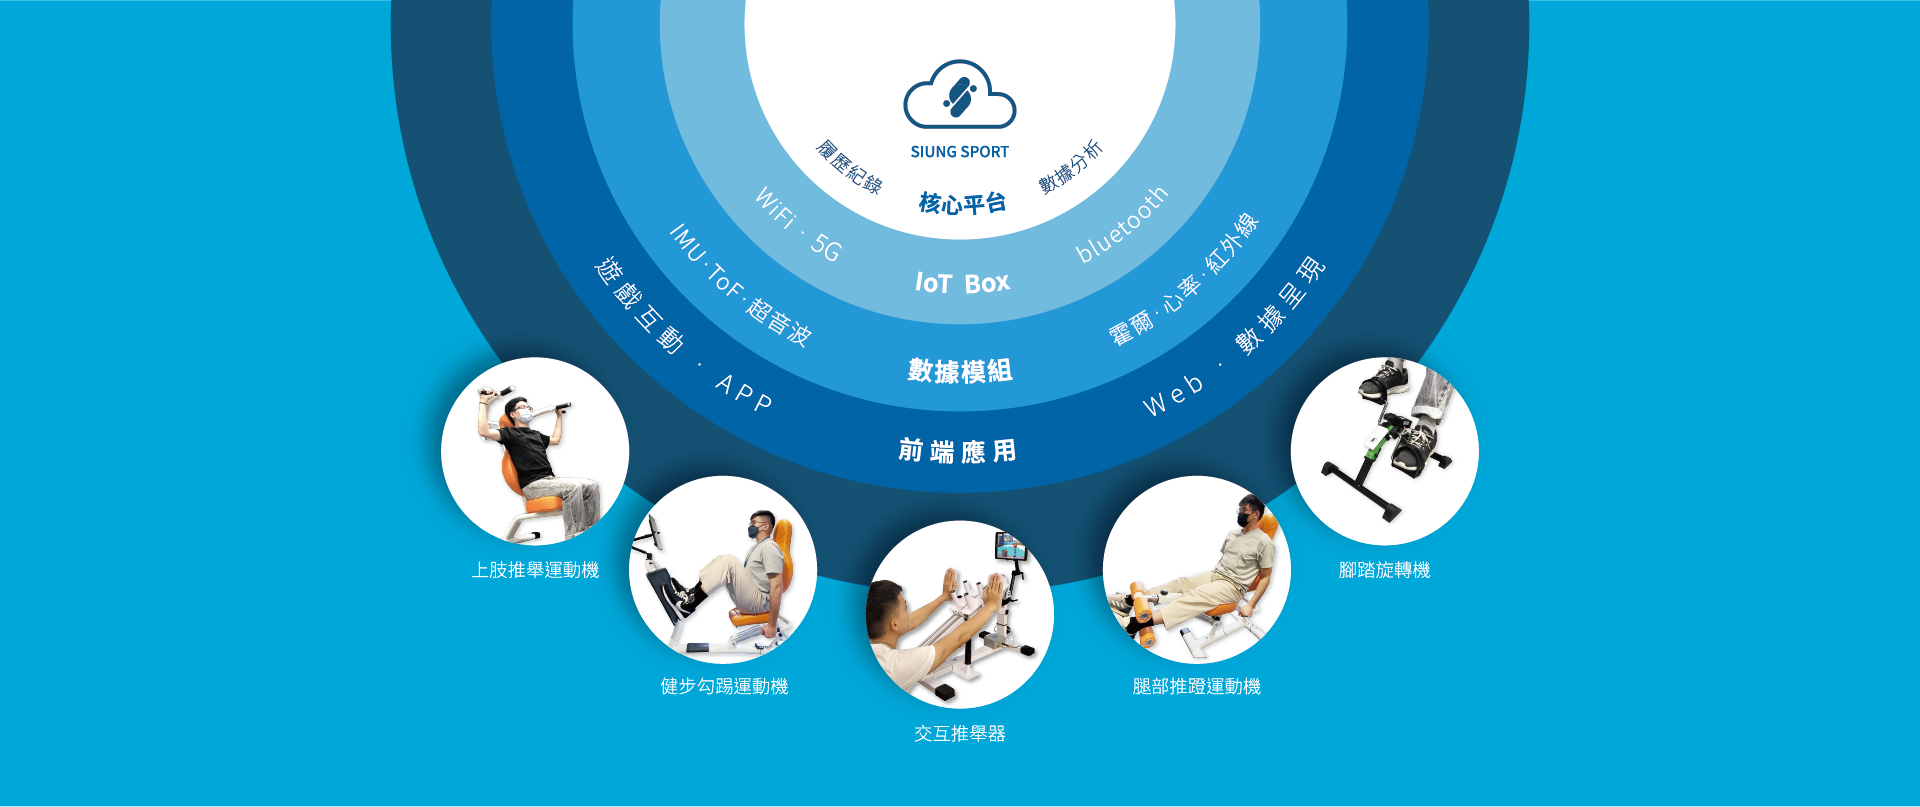 SIUNG SPORT
履歷紀錄
核心平台
數據分析
WiFi · 5G
IoT Box
bluetooth
IMU·ToF·超音波
數據模組
霍爾·心率·紅外線
遊戲互動 · APP
前端應用
Web · 數據呈現
上肢推舉運動機
健步勾踢運動機
交互推舉器
腿部推蹬運動機
腳踏旋轉機